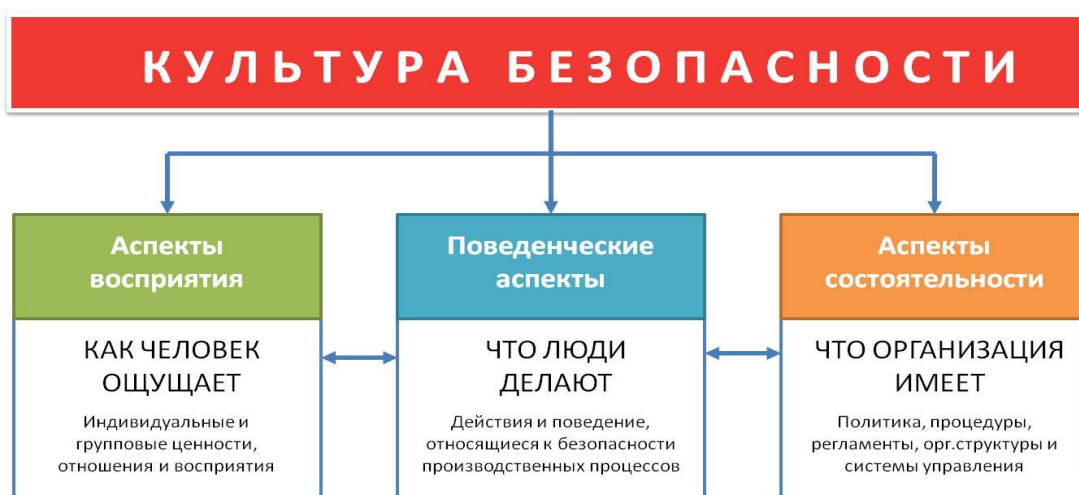 КУЛЬТУРА БЕЗОПАСНОСТИ
Аспекты
восприятия
КАК ЧЕЛОВЕК
ОЩУЩАЕТ
Индивидуальные и
групповые ценности,
отношения и восприятия
Поведенческие
аспекты
ЧТО ЛЮДИ
ДЕЛАЮТ
Действия и поведение,
относящиеся к безопасности
производственных процессов
Аспекты
состоятельности
ЧТО ОРГАНИЗАЦИЯ
ИМЕЕТ
Политика, процедуры,
регламенты, орг.структуры и
системы управления